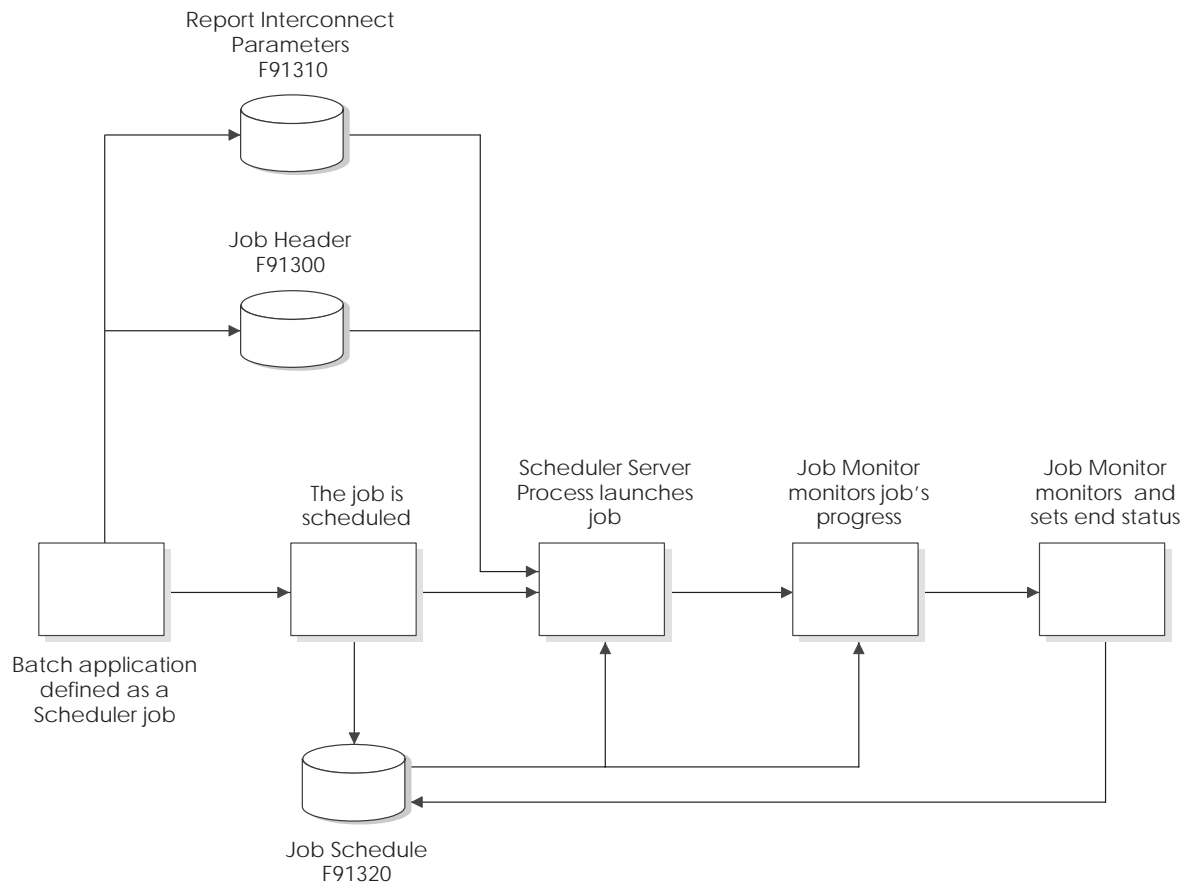 Report Interconnect
Parameters
F91310
Job Header
F91300
The job is
scheduled
Scheduler Server
Process launches
job
Job Monitor
monitors job's
progress
Job Monitor
monitors and
sets end status
Batch application
defined as a
Scheduler job
Job Schedule
F91320